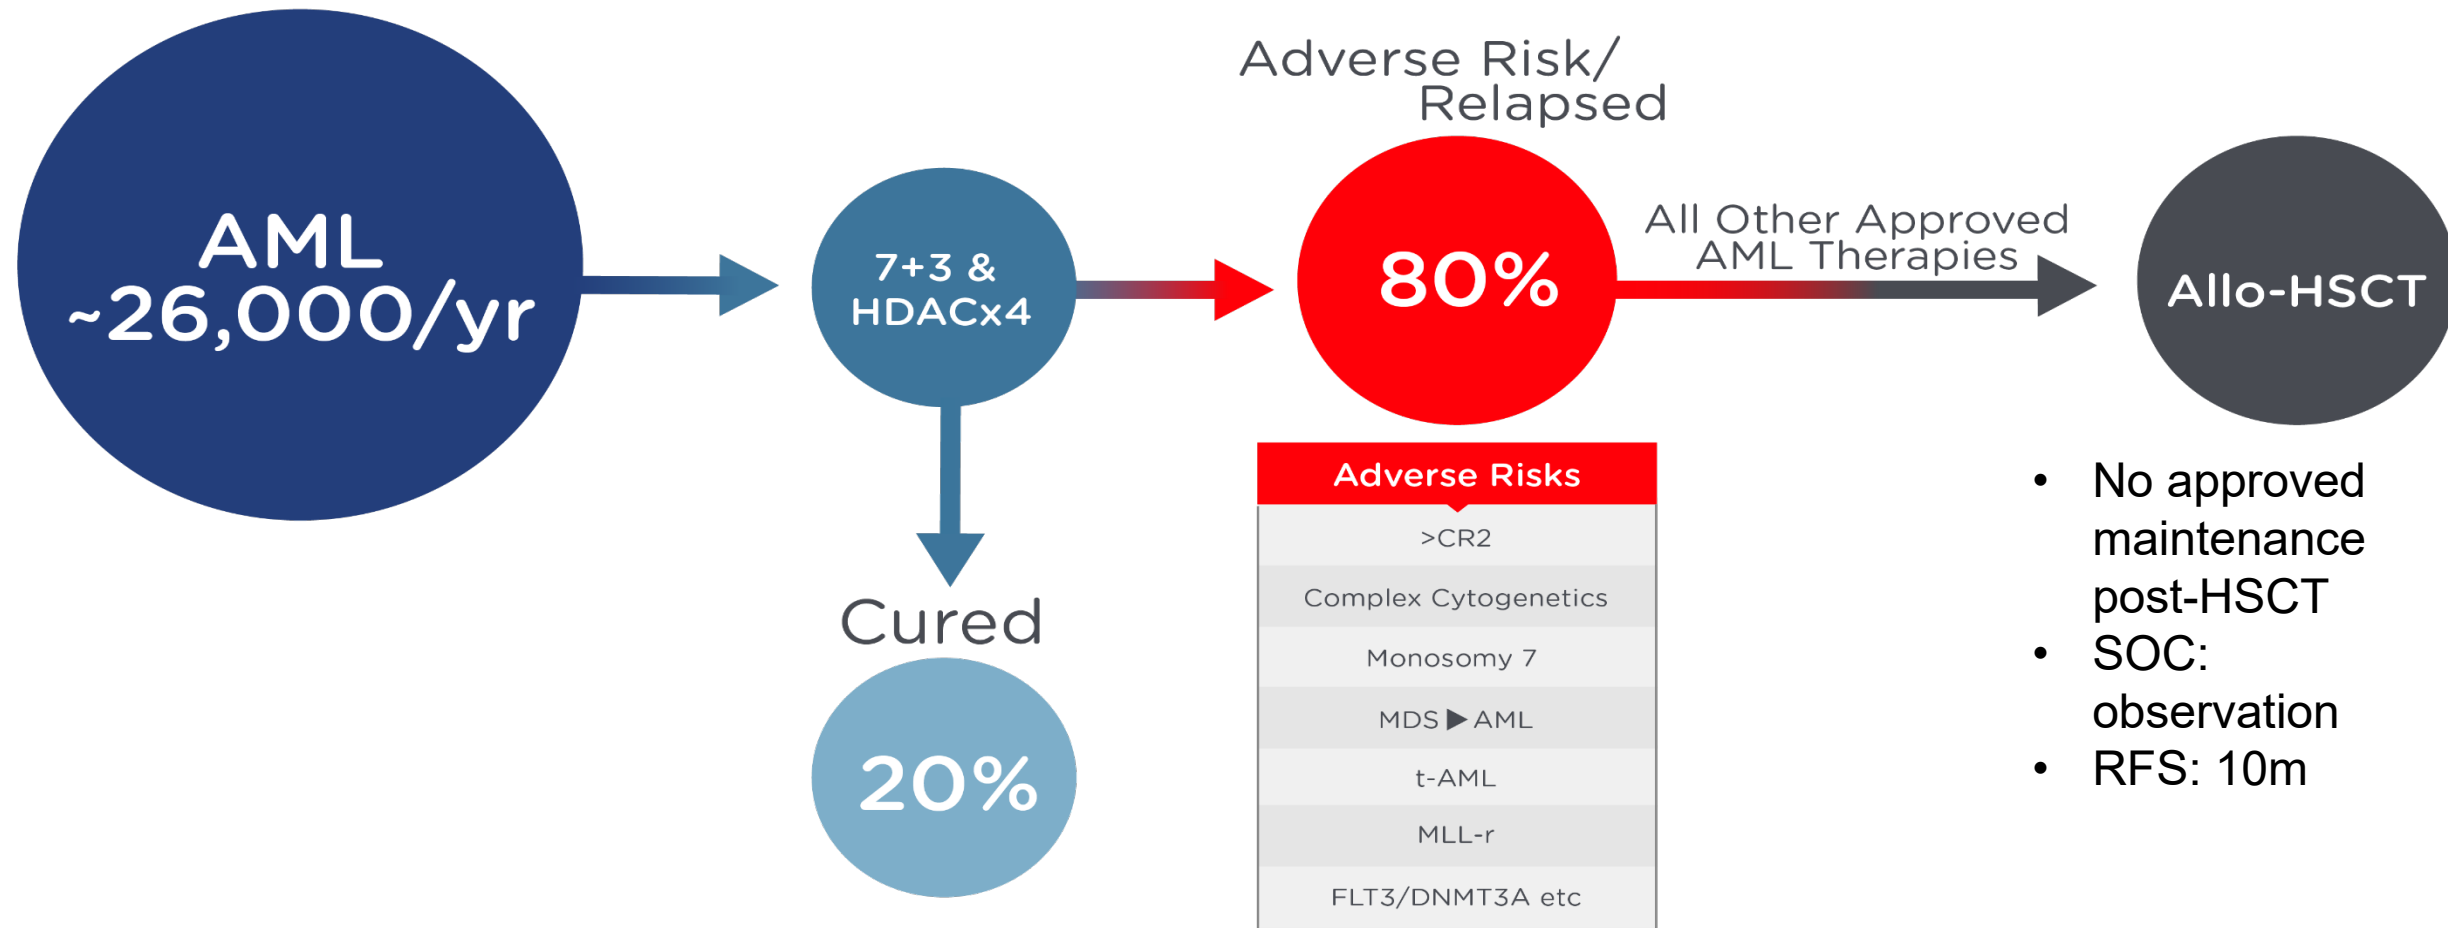 AML
~26,000/yr
7+3 &
HDACx4
Cured
20%
Adverse Risk/
Relapsed
80%
Adverse Risks
>CR2
Complex Cytogenetics
Monosomy 7
MDS ▶ AML
t-AML
MLL-r
FLT3/DNMT3A etc
All Other Approved
AML Therapies
Allo-HSCT
• No approved
maintenance
post-HSCT
• SOC:
observation
• RFS: 10m